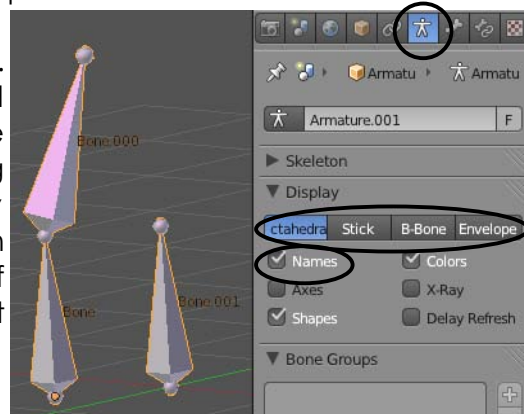 Bone.000
Bone
Bone.001
Armatu
Armatu
Armature.001
F
Skeleton
Display
ctahedra
Stick
B-Bone
Envelope
Names
Colors
Axes
X-Ray
Shapes
Delay Refresh
Bone Groups